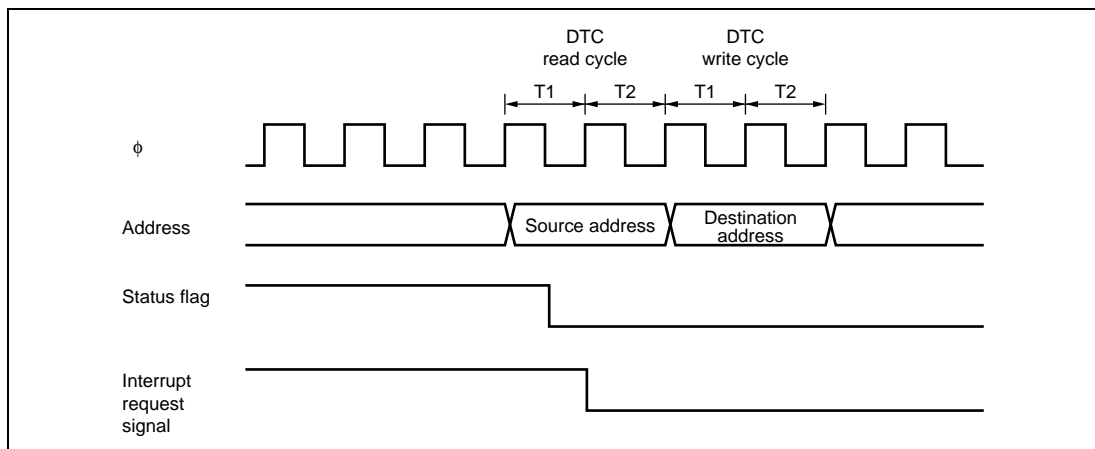 DTC
read cycle
DTC
write cycle
T1
T2
T1
T2
ϕ
Address
Source address
Destination
address
Status flag
Interrupt
request
signal